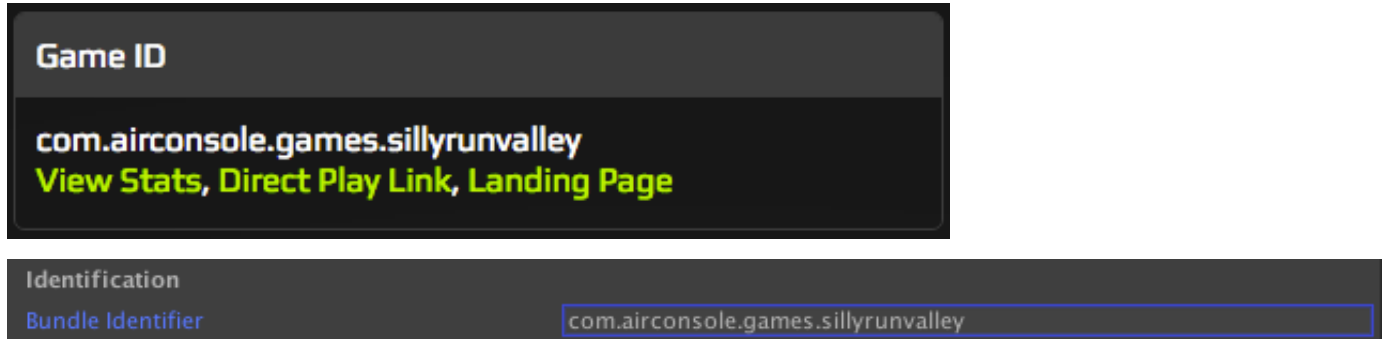 Game ID
com.airconsole.games.sillyrunvalley
View Stats, Direct Play Link, Landing Page
Identification
Bundle Identifier com.airconsole.games.sillyrunvalley